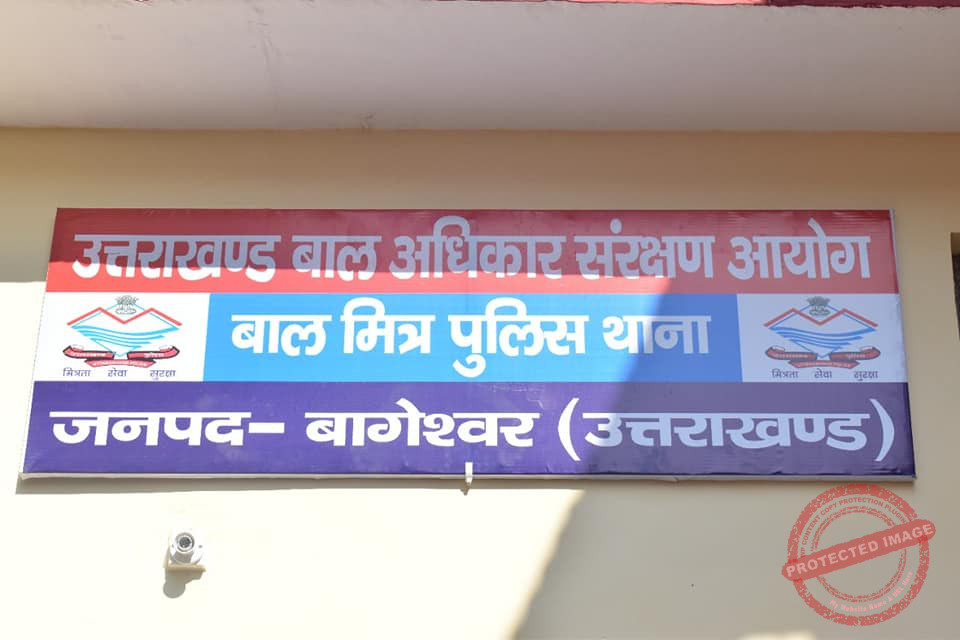 उत्तराखण्ड बाल अधिकार संरक्षण आयोग
बाल मित्र पुलिस थाना
मित्रता सेवा सुरक्षा
मित्रता सेवा सुरक्षा
जनपद- बागेश्वर (उत्तराखण्ड)
PROTECTED IMAGE